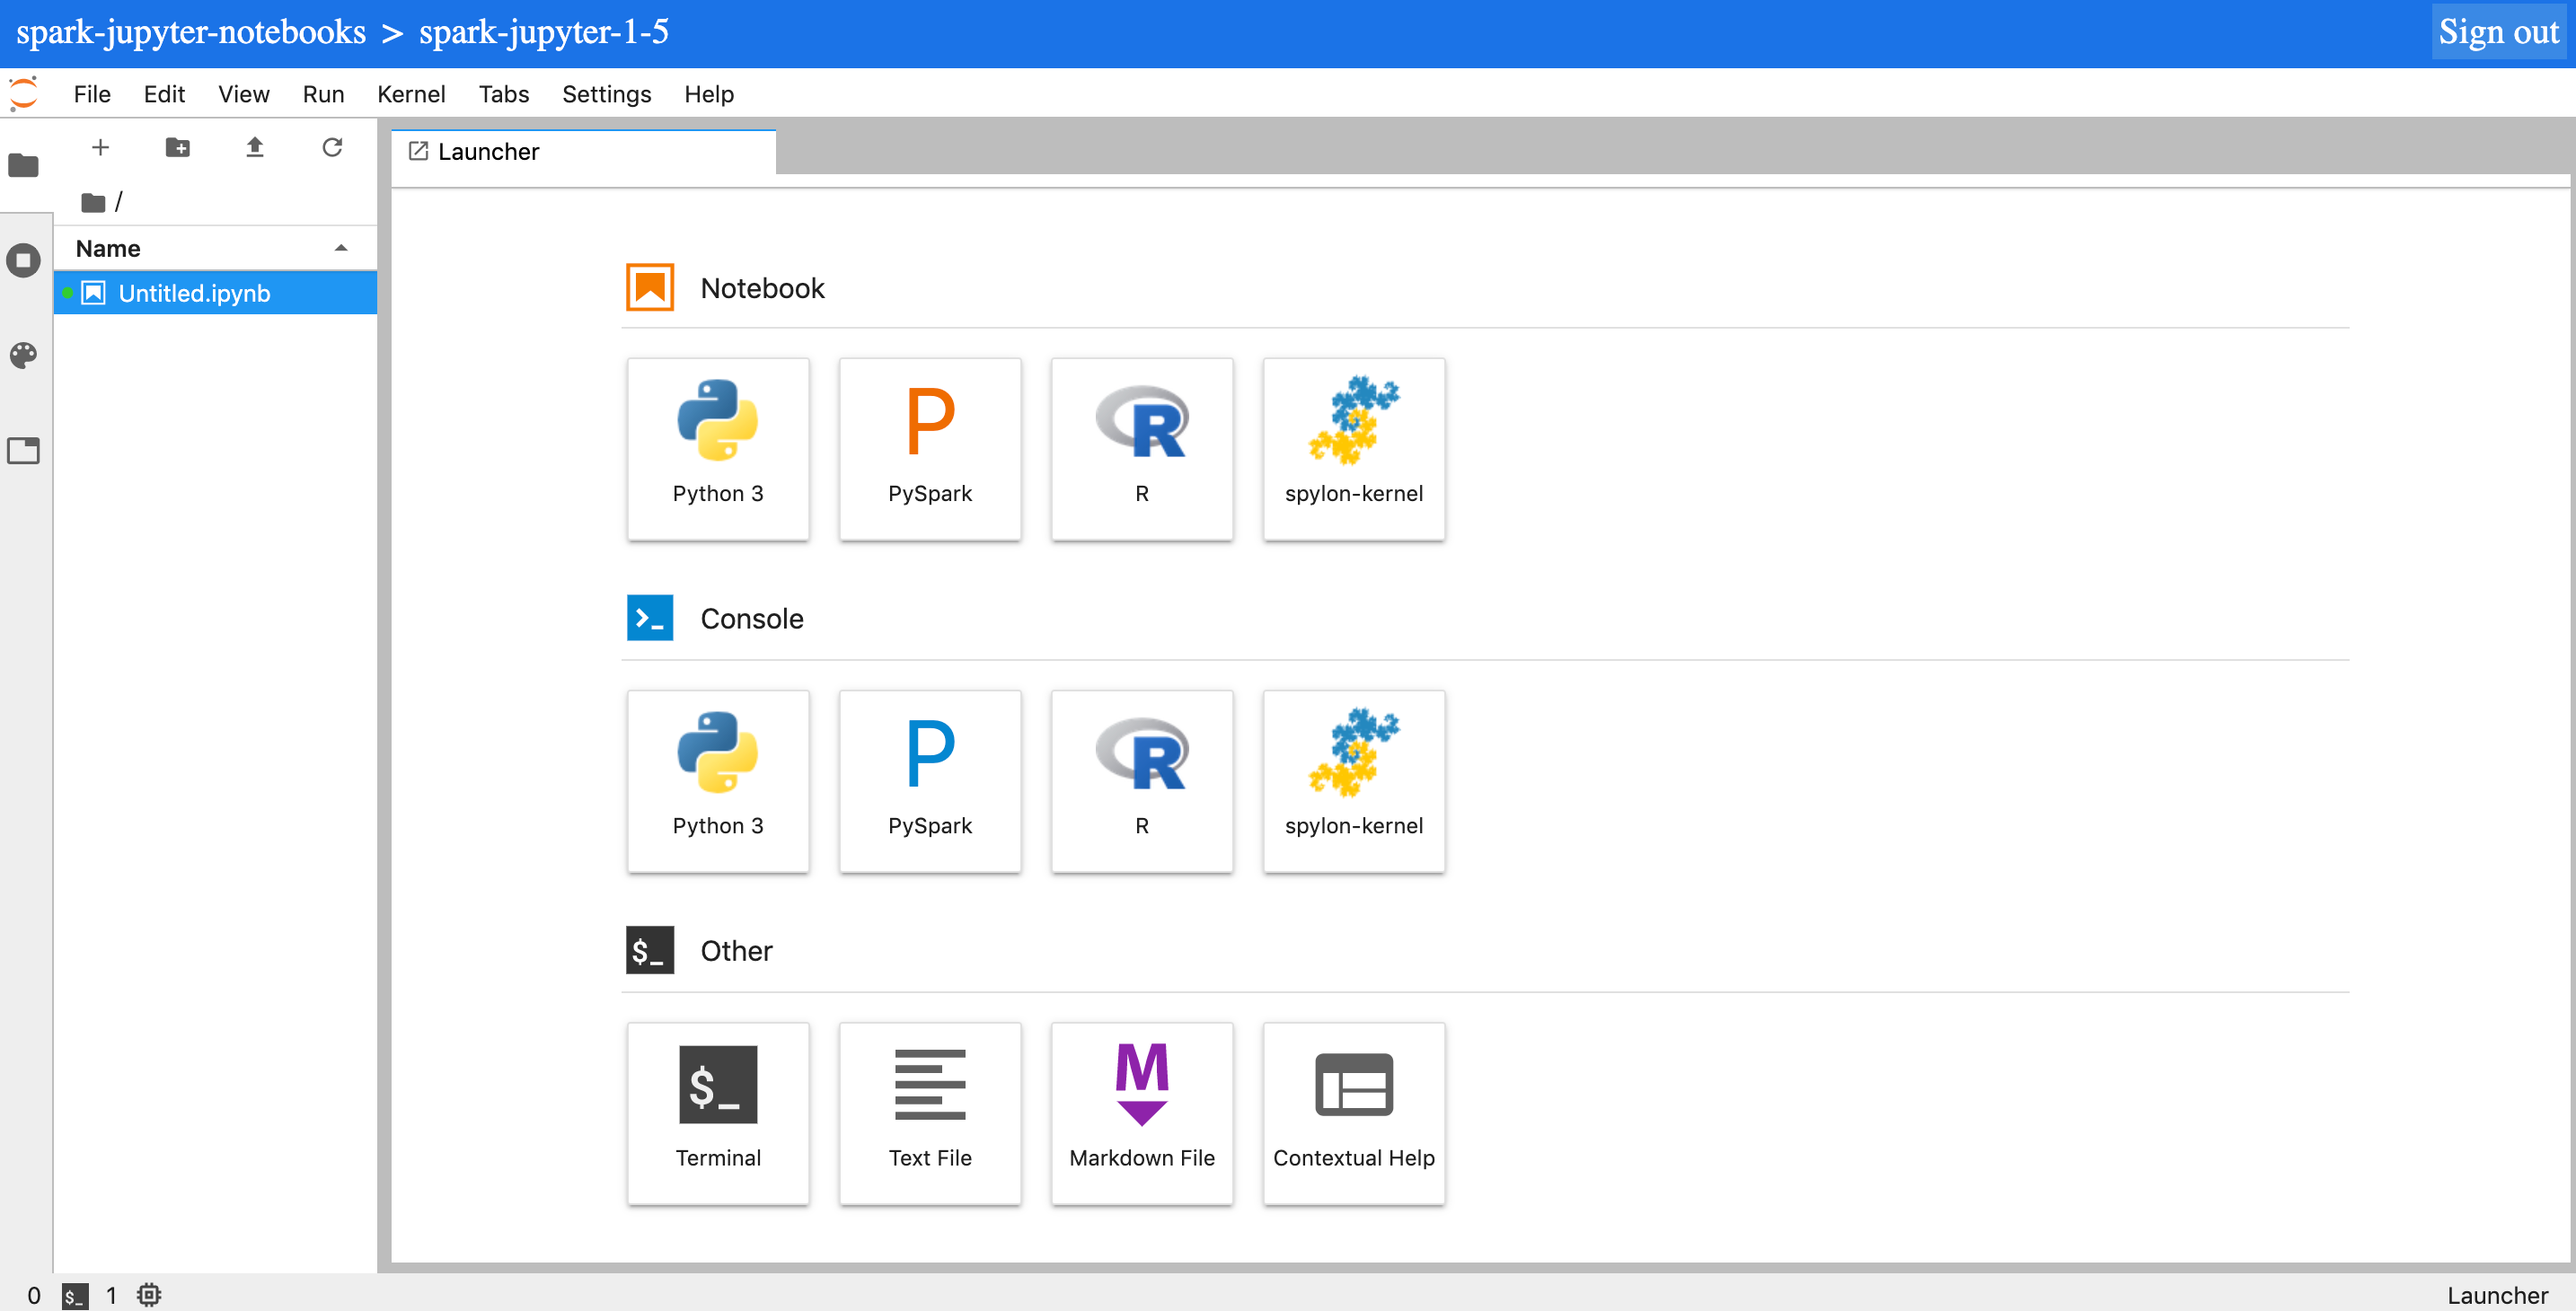 spark-jupyter-notebooks > spark-jupyter-1-5
Sign out
File Edit View Run Kernel Tabs Settings Help
Launcher
/
Name
Untitled.ipynb
Notebook
P
R
Python 3
PySpark
R
spylon-kernel
>_
Console
P
R
Python 3
PySpark
R
spylon-kernel
$_
Other
$_
M
Terminal
Text File
Markdown File
Contextual Help
0 $_ 1
Launcher